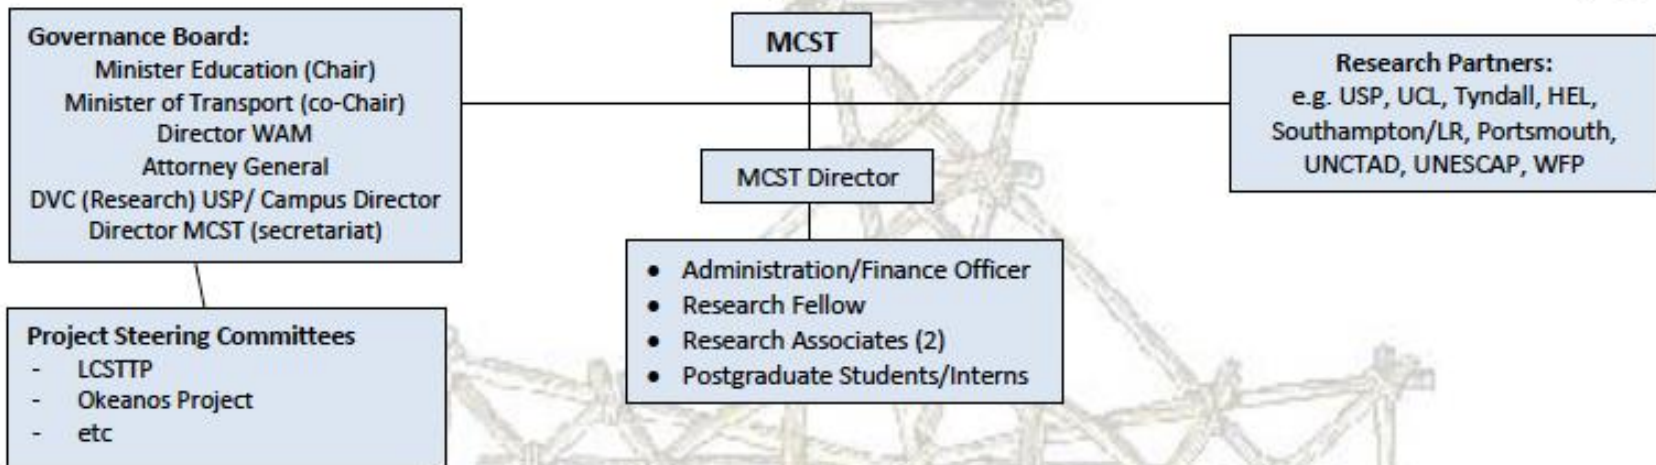 Governance Board:
Minister Education (Chair)
Minister of Transport (co-Chair)
Director WAM
Attorney General
DVC (Research) USP/ Campus Director
Director MCST (secretariat)
MCST
Research Partners:
e.g. USP, UCL, Tyndall, HEL,
Southampton/LR, Portsmouth,
UNCTAD, UNESCAP, WFP
MCST Director
● Administration/Finance Officer
● Research Fellow
● Research Associates (2)
● Postgraduate Students/Interns
Project Steering Committees
- LCSTTP
- Okeanos Project
- etc